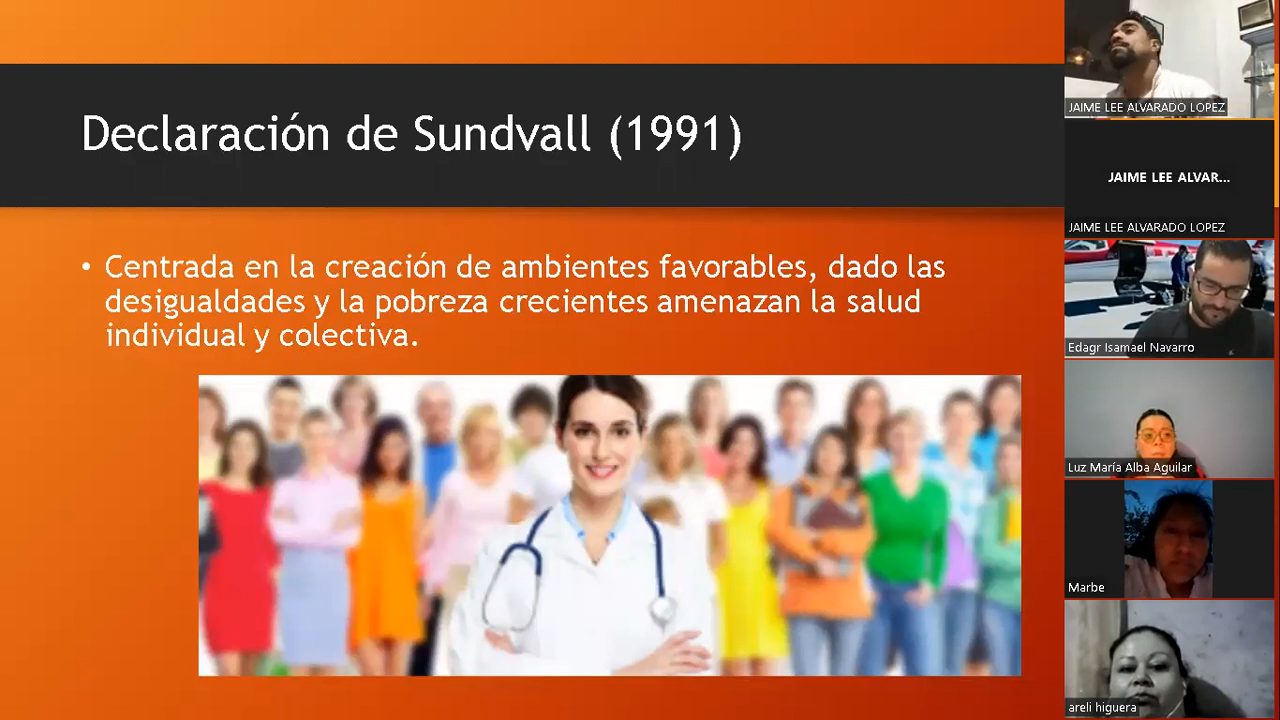 Declaración de Sundvall (1991)
• Centrada en la creación de ambientes favorables, dado las
desigualdades y la pobreza crecientes amenazan la salud
individual y colectiva.
JAIME LEE ALVARADO LOPEZ
JAIME LEE ALVAR...
JAIME LEE ALVARADO LOPEZ
Edagr Isamael Navarro
Luz María Alba Aguilar
Marbe
areli higuera